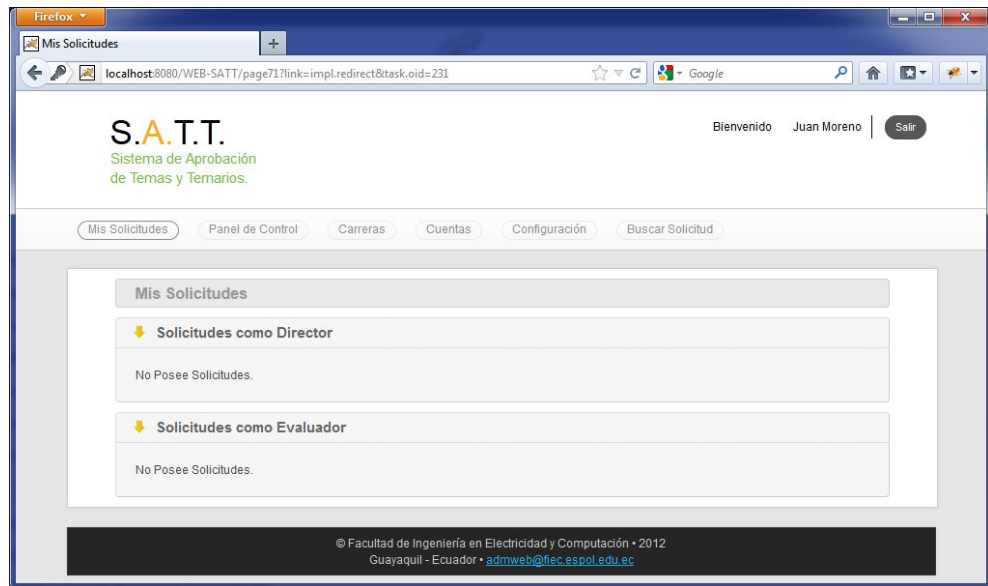 Firefox
Mis Solicitudes
localhost:8080/WEB-SATT/page71?link=impl.redirect&task.oid=231
Google
S.A.T.T.
Sistema de Aprobación
de Temas y Temarios.
Bienvenido Juan Moreno Salir
Mis Solicitudes Panel de Control Carreras Cuentas Configuración Buscar Solicitud
Mis Solicitudes
Solicitudes como Director
No Posee Solicitudes.
Solicitudes como Evaluador
No Posee Solicitudes.
© Facultad de Ingeniería en Electricidad y Computación • 2012
Guayaquil - Ecuador • admweb@fiec.espol.edu.ec